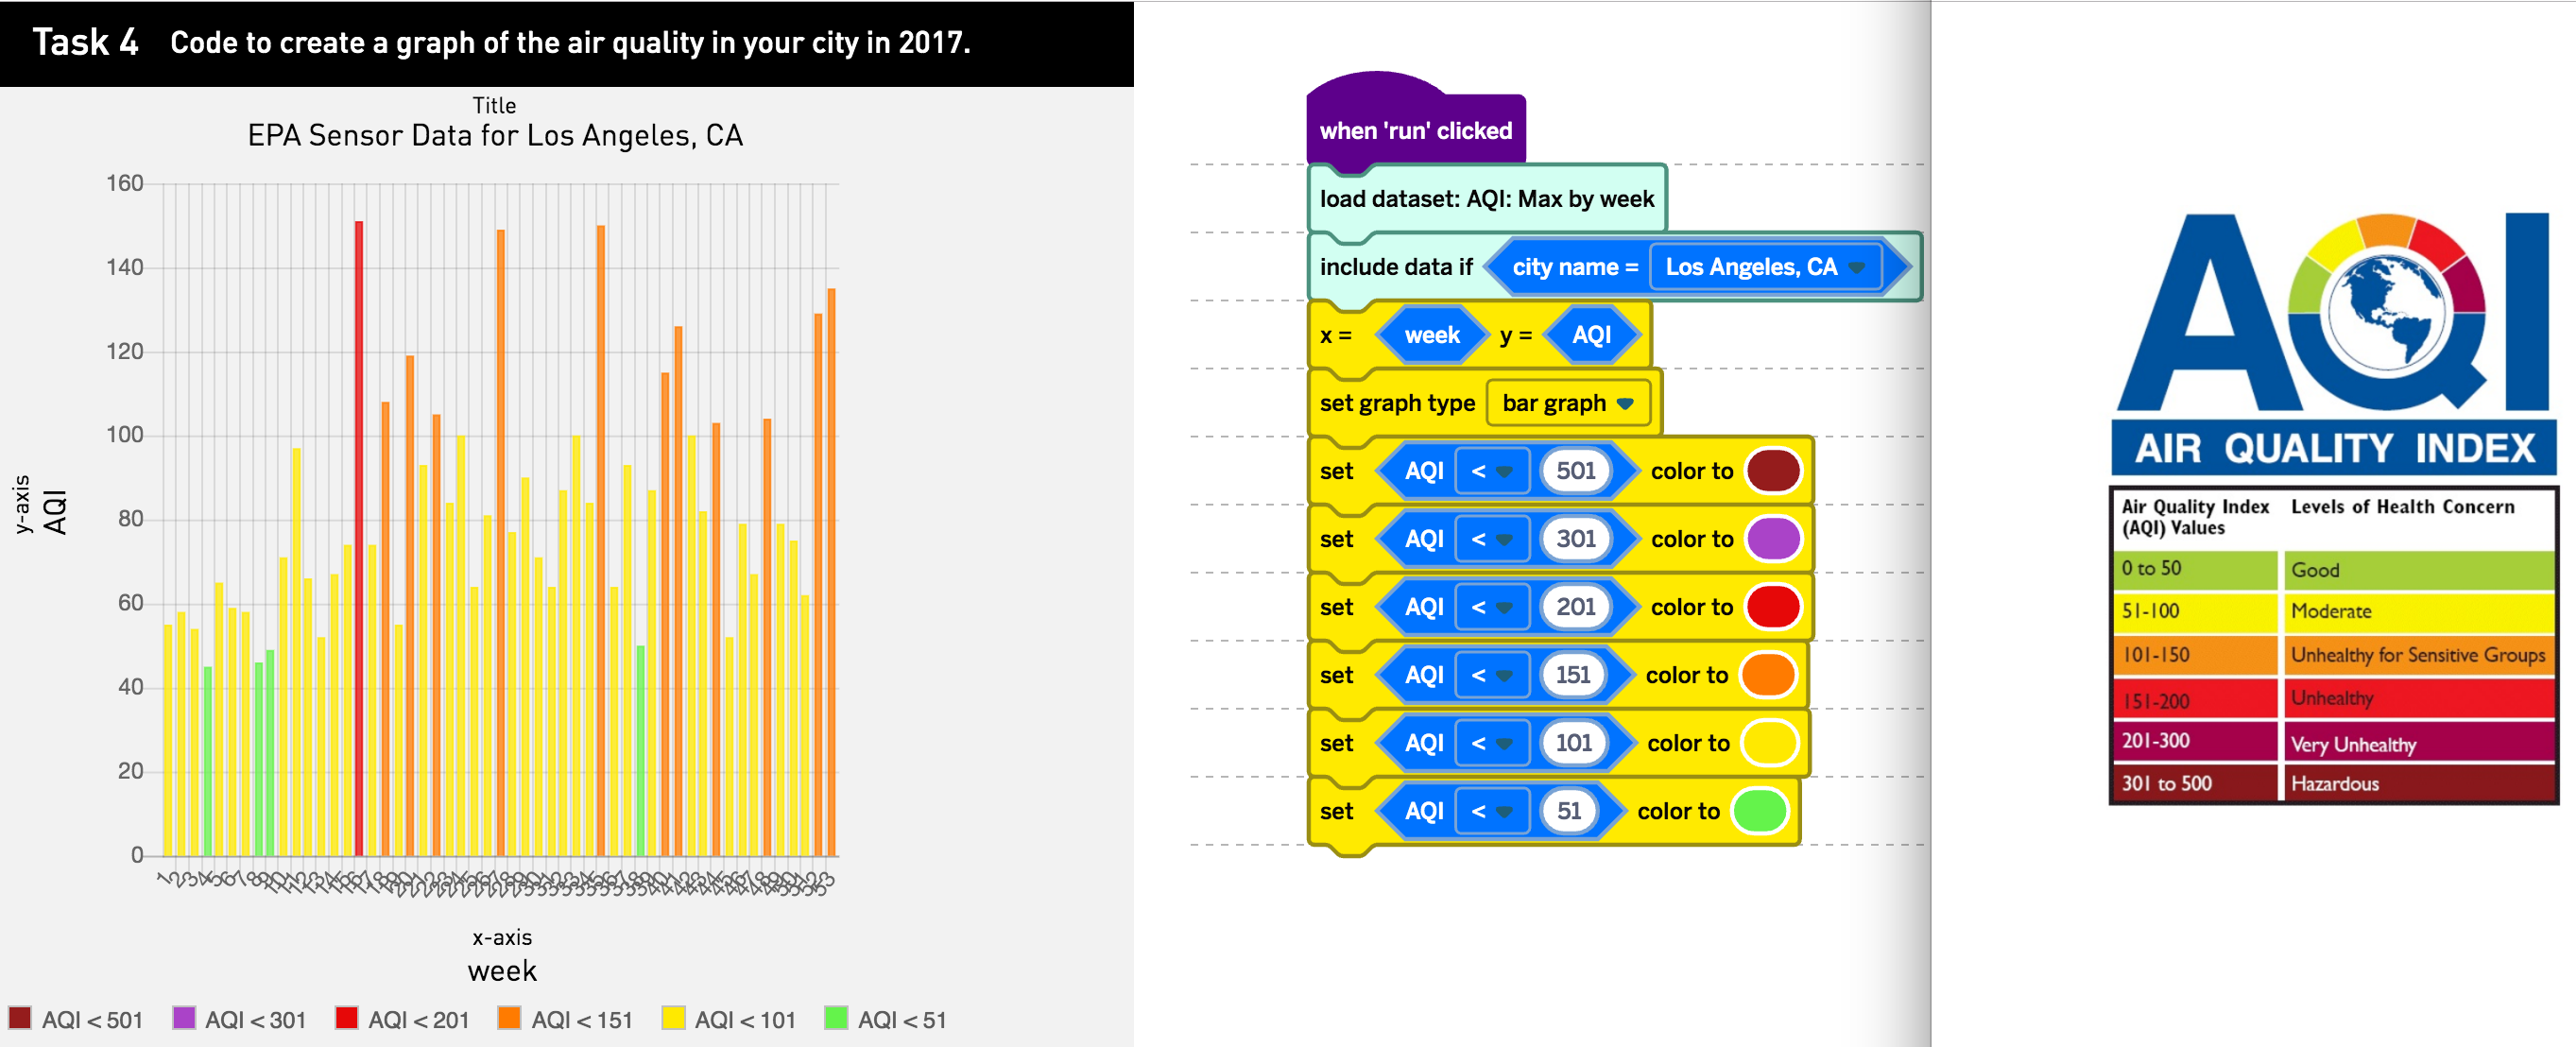 Task 4 Code to create a graph of the air quality in your city in 2017.
Title
EPA Sensor Data for Los Angeles, CA
160
140
120
100
80
60
40
20
0
y-axis
AQI
x-axis
week
AQI < 501 AQI < 301 AQI < 201 AQI < 151 AQI < 101 AQI < 51
when 'run' clicked
load dataset: AQI: Max by week
include data if city name = Los Angeles, CA
x = week y = AQI
set graph type bar graph
set AQI < 501 color to
set AQI < 301 color to
set AQI < 201 color to
set AQI < 151 color to
set AQI < 101 color to
set AQI < 51 color to
AQI
AIR QUALITY INDEX
Air Quality Index Levels of Health Concern
(AQI) Values
0 to 50 Good
51-100 Moderate
101-150 Unhealthy for Sensitive Groups
151-200 Unhealthy
201-300 Very Unhealthy
301 to 500 Hazardous